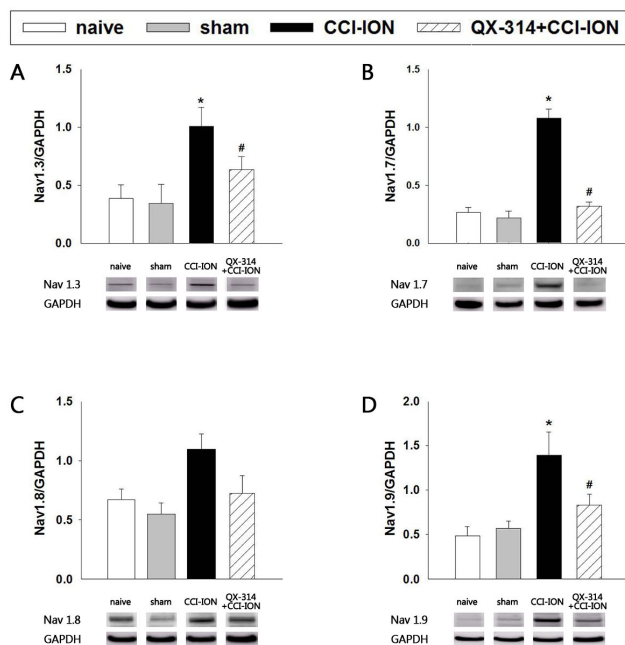 naive sham CCI-ION QX-314+CCI-ION
A
Nav1.3/GAPDH
1.5
1.0
0.5
0.0
*
#
naive sham CCI-ION QX-314
+CCI-ION
Nav 1.3
GAPDH
B
Nav1.7/GAPDH
1.5
1.0
0.5
0.0
*
#
naive sham CCI-ION QX-314
+CCI-ION
Nav 1.7
GAPDH
C
Nav1.8/GAPDH
1.5
1.0
0.5
0.0
naive sham CCI-ION QX-314
+CCI-ION
Nav 1.8
GAPDH
D
Nav1.9/GAPDH
2.0
1.5
1.0
0.5
0.0
*
#
naive sham CCI-ION QX-314
+CCI-ION
Nav 1.9
GAPDH